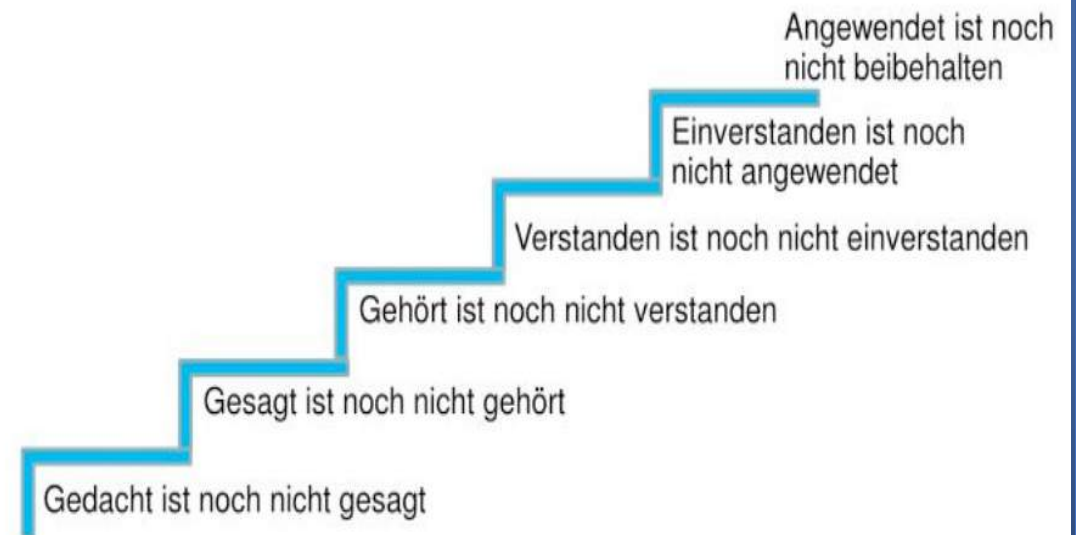 Angewendet ist noch
nicht beibehalten
Einverstanden ist noch
nicht angewendet
Verstanden ist noch nicht einverstanden
Gehört ist noch nicht verstanden
Gesagt ist noch nicht gehört
Gedacht ist noch nicht gesagt